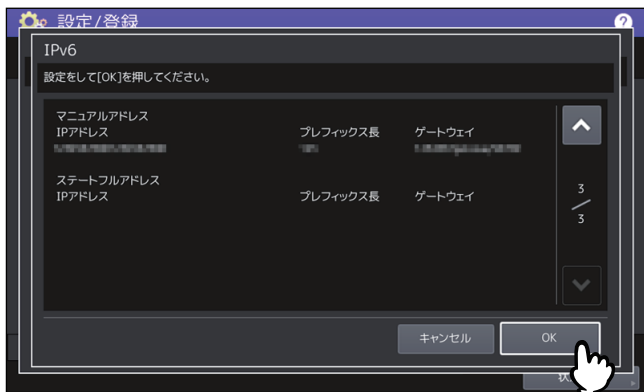 設定/登録
?
IPv6
設定をして[OK]を押してください。
マニュアルアドレス
IPアドレス プレフィックス長 ゲートウェイ
ステートフルアドレス
IPアドレス プレフィックス長 ゲートウェイ
3
3
キャンセル OK